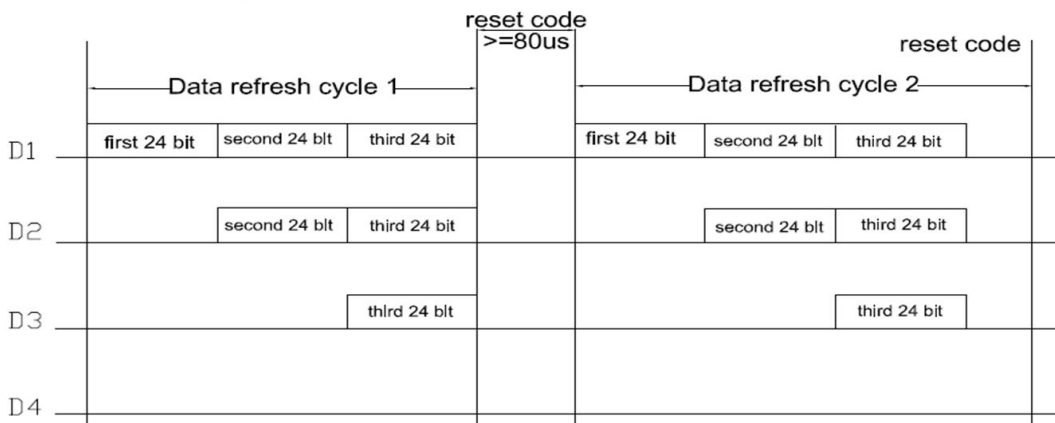 reset code
>=80us
reset code
Data refresh cycle 1
Data refresh cycle 2
D1 first 24 bit second 24 blt third 24 bit first 24 bit second 24 blt third 24 bit
D2 second 24 blt third 24 bit second 24 blt third 24 bit
D3 thlrd 24 blt third 24 bit
D4